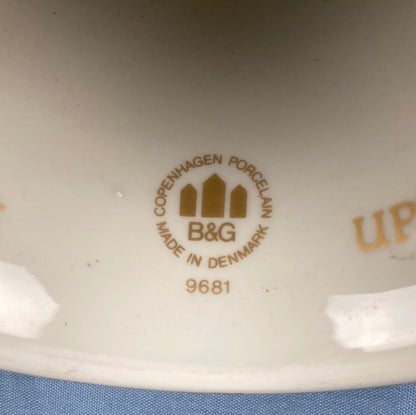 COPENHAGEN PORCELAIN
B&G
MADE IN DENMARK
9681
UP